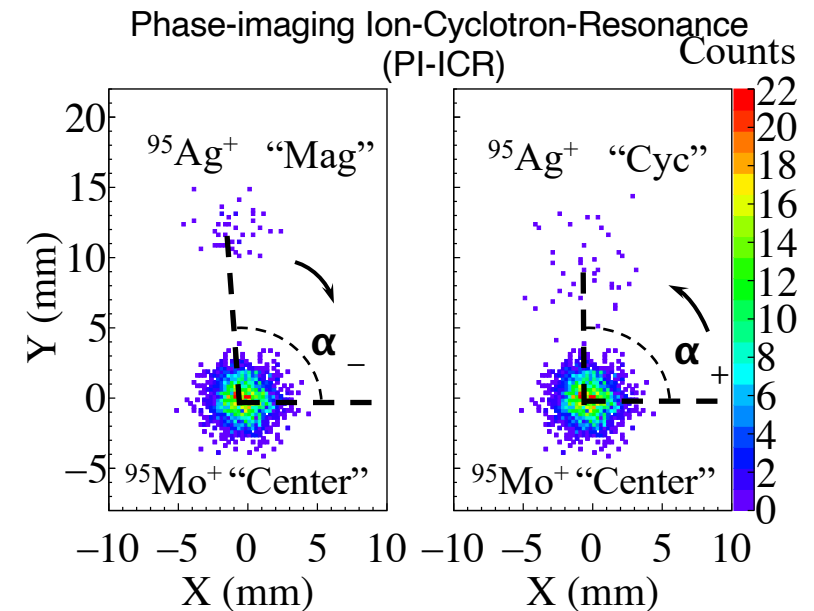 Phase-imaging Ion-Cyclotron-Resonance
(PI-ICR)
Counts
⁹⁵Ag⁺ “Mag”
⁹⁵Ag⁺ “Cyc”
α₋
α₊
⁹⁵Mo⁺ “Center”
⁹⁵Mo⁺ “Center”
Y (mm)
20
15
10
5
0
−5
22
20
18
16
14
12
10
8
6
4
2
0
−10 −5 0 5 10
−10 −5 0 5 10
X (mm)
X (mm)